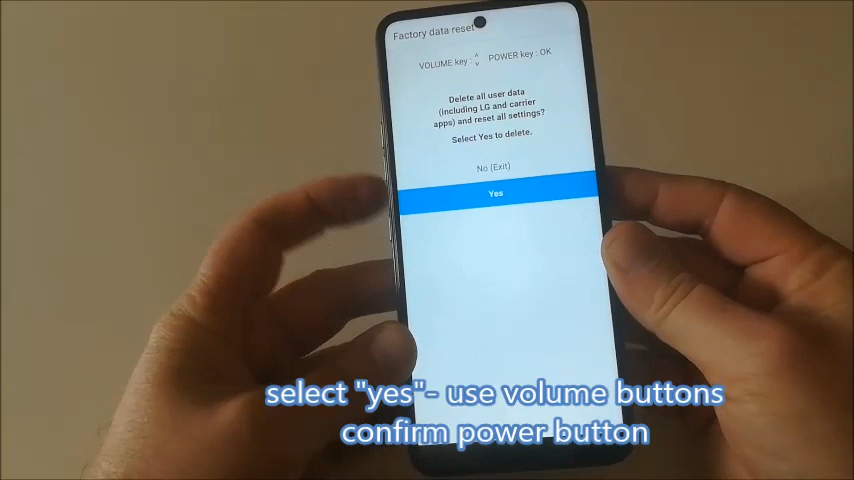 Factory data reset
VOLUME key : ^ v POWER key : OK
Delete all user data
(including LG and carrier
apps) and reset all settings?
Select Yes to delete.
No (Exit)
Yes
select "yes"- use volume buttons
confirm power button